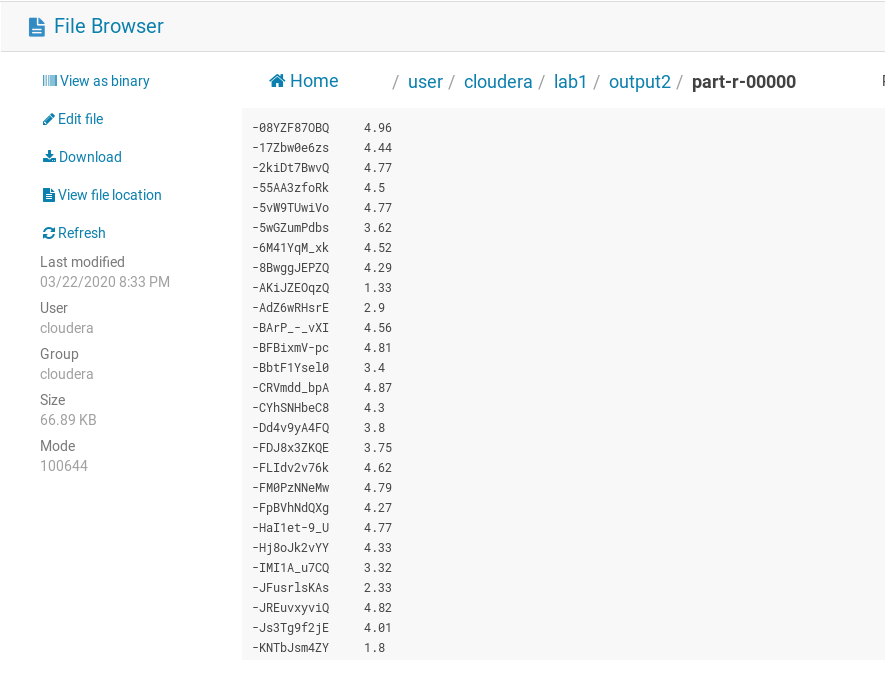 File Browser
View as binary
Edit file
Download
View file location
Refresh
Last modified
03/22/2020 8:33 PM
User
cloudera
Group
cloudera
Size
66.89 KB
Mode
100644
Home / user / cloudera / lab1 / output2 / part-r-00000
-08YZF87OBQ 4.96
-17Zbw0e6zs 4.44
-2kiDt7BwvQ 4.77
-55AA3zfoRk 4.5
-5vW9TUwiVo 4.77
-5wGZumPdbs 3.62
-6M41YqM_xk 4.52
-8BwggJEPZQ 4.29
-AKiJZEOqzQ 1.33
-AdZ6wRHsrE 2.9
-BArP_-_vXI 4.56
-BFBixmV-pc 4.81
-BbtF1Ysel0 3.4
-CRVmdd_bpA 4.87
-CYhSNHbeC8 4.3
-Dd4v9yA4FQ 3.8
-FDJ8x3ZKQE 3.75
-FLIdv2v76k 4.62
-FM0PzNNeMw 4.79
-FpBVhNdQXg 4.27
-HaI1et-9_U 4.77
-Hj8oJk2vYY 4.33
-IMI1A_u7CQ 3.32
-JFusrlsKAs 2.33
-JREuvxyviQ 4.82
-Js3Tg9f2jE 4.01
-KNTbJsm4ZY 1.8